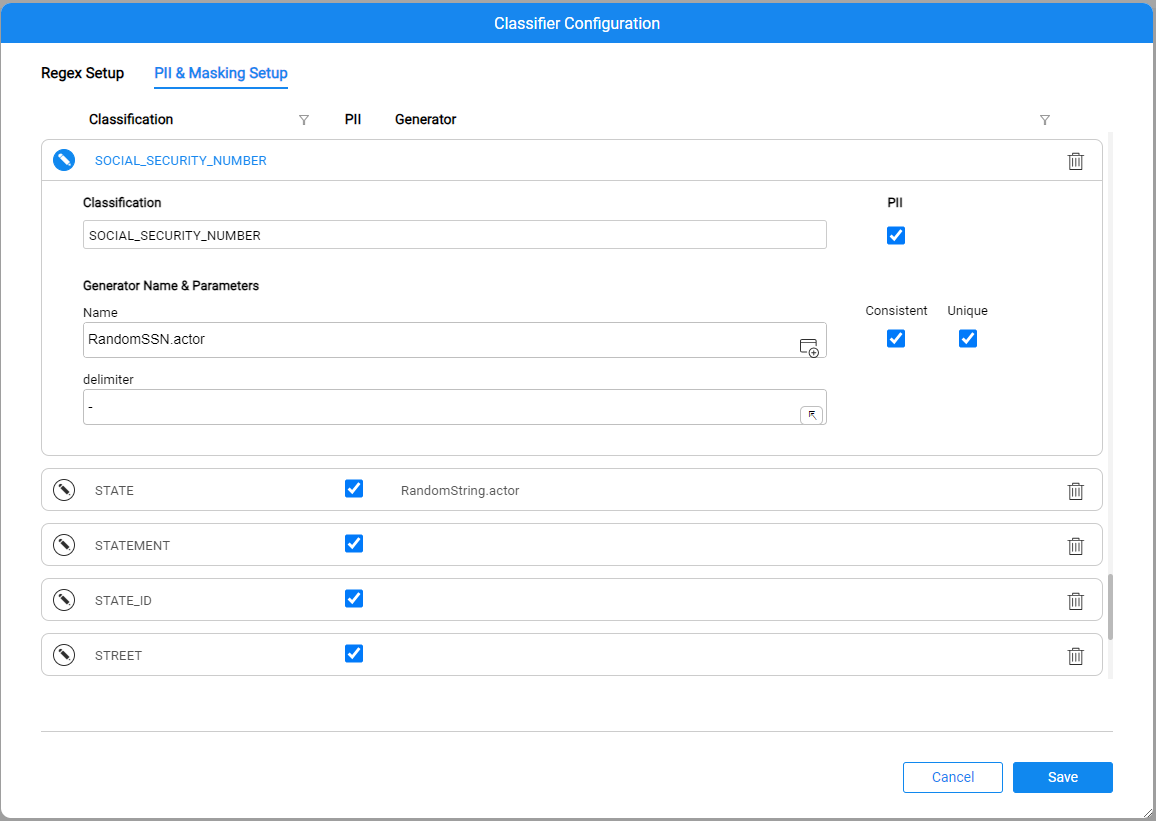 Classifier Configuration
Regex Setup PII & Masking Setup
Classification PII Generator
SOCIAL_SECURITY_NUMBER
Classification PII
SOCIAL_SECURITY_NUMBER
Generator Name & Parameters
Name Consistent Unique
RandomSSN.actor
delimiter
-
STATE RandomString.actor
STATEMENT
STATE_ID
STREET
Cancel Save